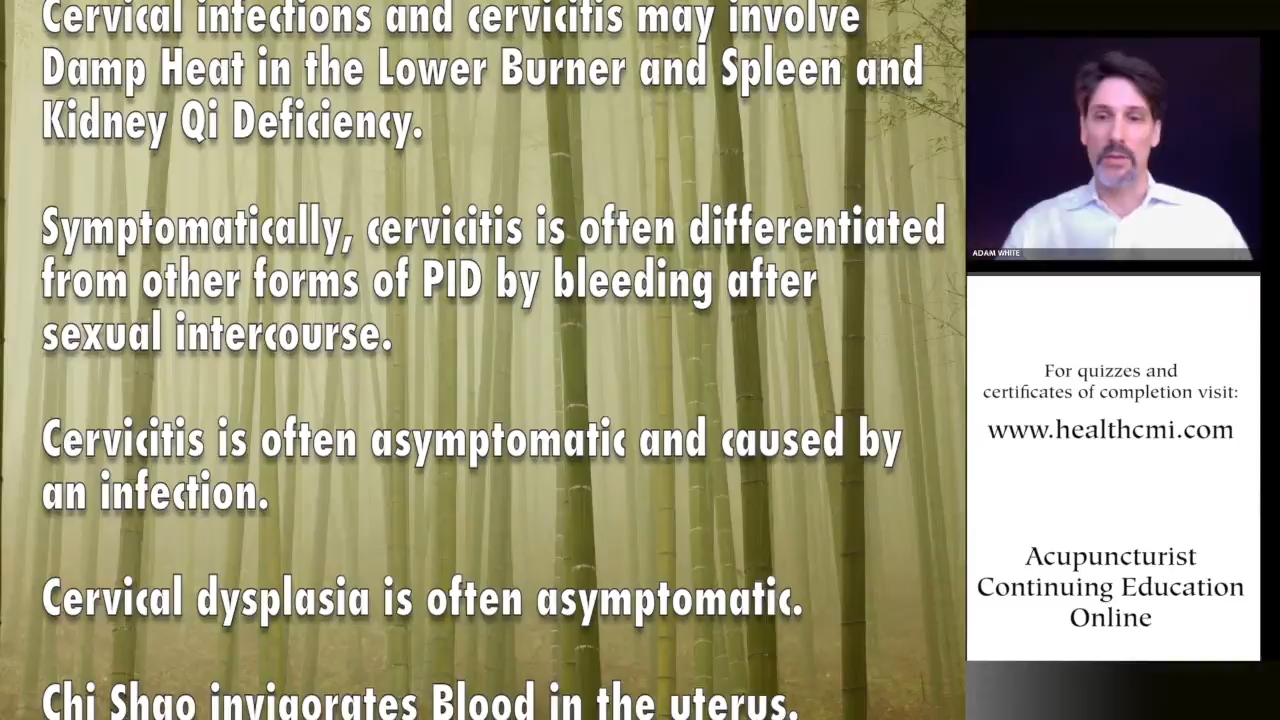 Cervical infections and cervicitis may involve
Damp Heat in the Lower Burner and Spleen and
Kidney Qi Deficiency.
Symptomatically, cervicitis is often differentiated
from other forms of PID by bleeding after
sexual intercourse.
Cervicitis is often asymptomatic and caused by
an infection.
Cervical dysplasia is often asymptomatic.
Chi Shao invigorates Blood in the uterus.
ADAM WHITE
For quizzes and
certificates of completion visit:
www.healthcmi.com
Acupuncturist
Continuing Education
Online